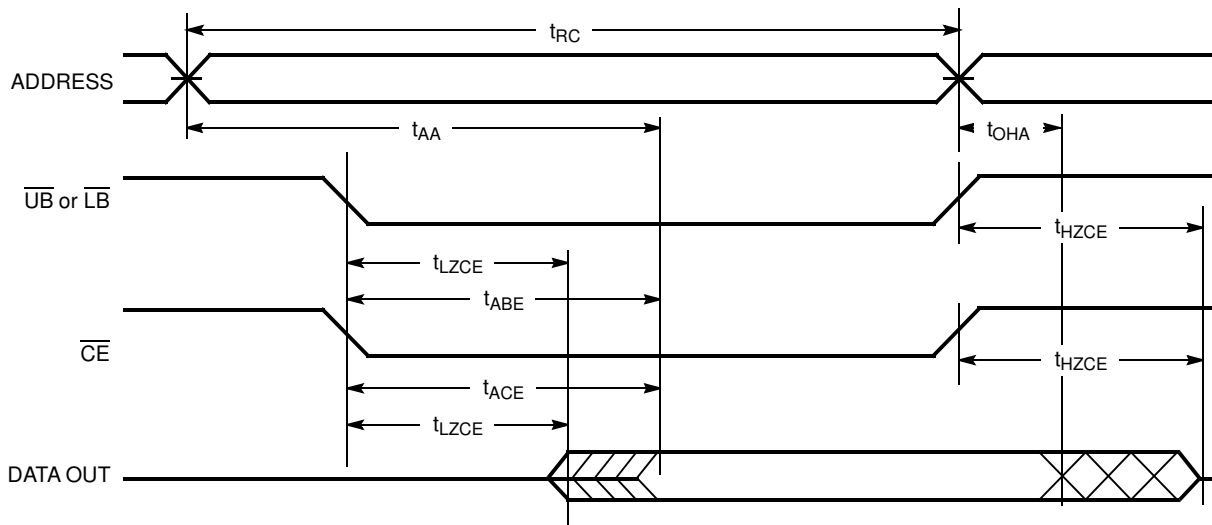 tRC
ADDRESS
tAA
tOHA
UB or LB
tHZCE
tLZCE
tABE
CE
tHZCE
tACE
tLZCE
DATA OUT